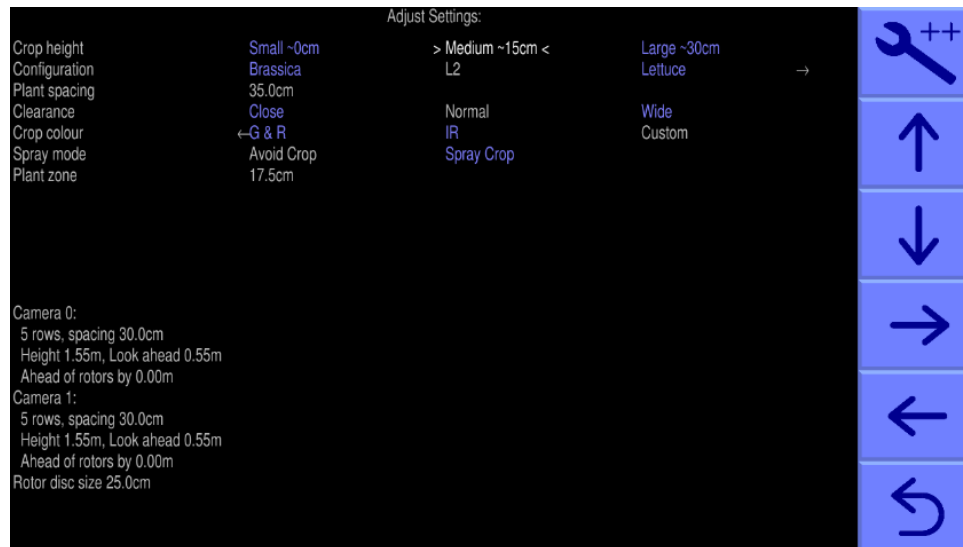 Adjust Settings:
Crop height Small ~0cm > Medium ~15cm < Large ~30cm
Configuration Brassica L2 Lettuce →
Plant spacing 35.0cm
Clearance Close Normal Wide
Crop colour ←G & R IR Custom
Spray mode Avoid Crop Spray Crop
Plant zone 17.5cm
Camera 0:
5 rows, spacing 30.0cm
Height 1.55m, Look ahead 0.55m
Ahead of rotors by 0.00m
Camera 1:
5 rows, spacing 30.0cm
Height 1.55m, Look ahead 0.55m
Ahead of rotors by 0.00m
Rotor disc size 25.0cm
++